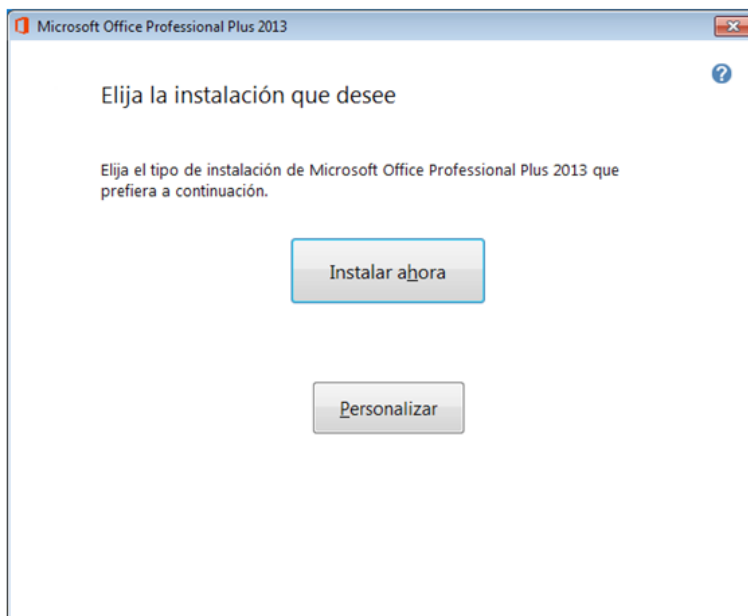 Microsoft Office Professional Plus 2013
Elija la instalación que desee
Elija el tipo de instalación de Microsoft Office Professional Plus 2013 que
prefiera a continuación.
Instalar ahora
Personalizar